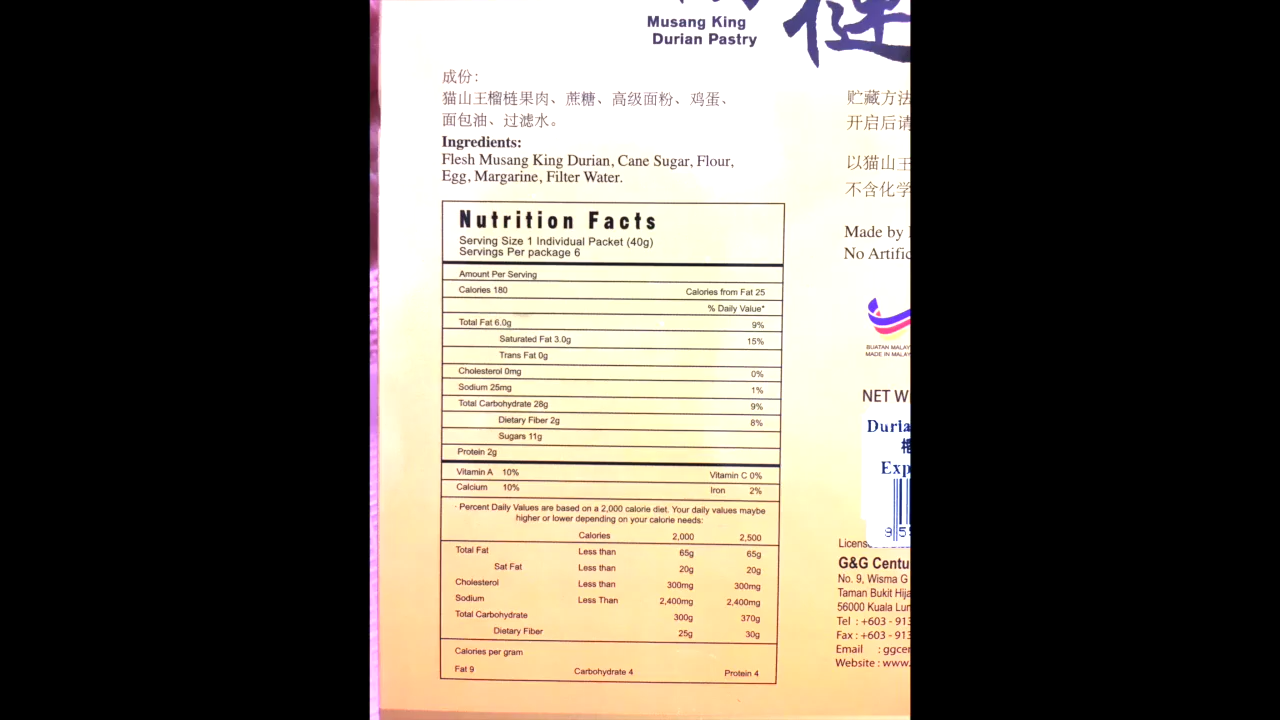 Musang King
Durian Pastry
成份：
猫山王榴梿果肉、蔗糖、高级面粉、鸡蛋、
面包油、过滤水。
Ingredients:
Flesh Musang King Durian, Cane Sugar, Flour,
Egg, Margarine, Filter Water.
Nutrition Facts
Serving Size 1 Individual Packet (40g)
Servings Per package 6
Amount Per Serving
Calories 180 Calories from Fat 25
% Daily Value*
Total Fat 6.0g 9%
Saturated Fat 3.0g 15%
Trans Fat 0g
Cholesterol 0mg 0%
Sodium 25mg 1%
Total Carbohydrate 28g 9%
Dietary Fiber 2g 8%
Sugars 11g
Protein 2g
Vitamin A 10% Vitamin C 0%
Calcium 10% Iron 2%
· Percent Daily Values are based on a 2,000 calorie diet. Your daily values maybe
higher or lower depending on your calorie needs:
Calories 2,000 2,500
Total Fat Less than 65g 65g
Sat Fat Less than 20g 20g
Cholesterol Less than 300mg 300mg
Sodium Less Than 2,400mg 2,400mg
Total Carbohydrate 300g 370g
Dietary Fiber 25g 30g
Calories per gram
Fat 9 Carbohydrate 4 Protein 4
梿
贮藏方法
开启后请
以猫山王
不含化学
Made by
No Artific
BUATAN MALAY
MADE IN MALAY
NET W
Duria
Exp
G&G Centu
No. 9, Wisma G
Taman Bukit Hija
56000 Kuala Lur
Tel : +603 - 913
Fax : +603 - 913
Email : ggcer
Website : www.